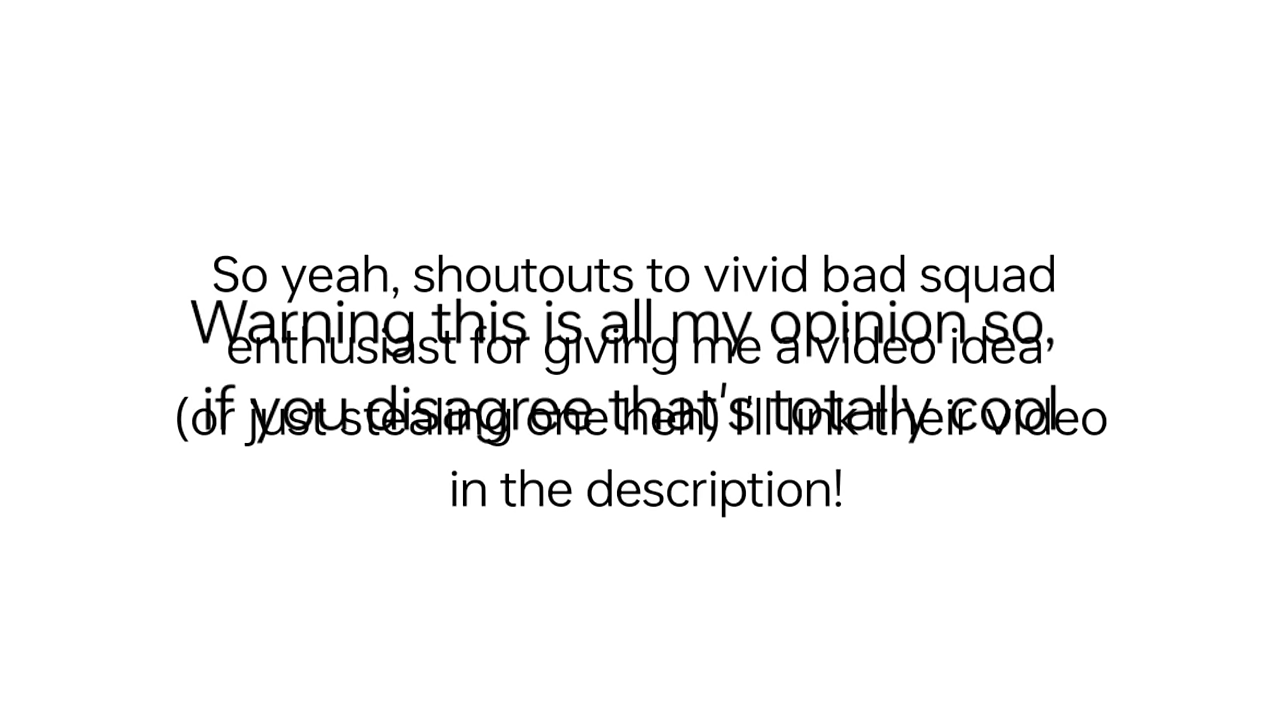 So yeah, shoutouts to vivid bad squad
Warning this is all my opinion so,
enthusiast for giving me a video idea
if you disagree that's totally cool
(or just stealing one heh) I'll link their video
in the description!